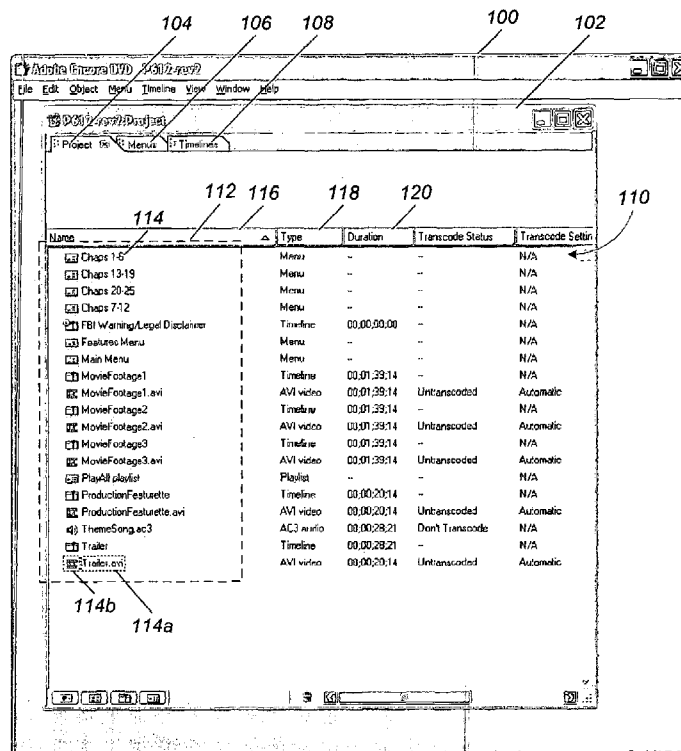 104 106 108 100 102
Adobe Encore DVD - P612-rev2
File Edit Object Menu Timeline View Window Help
P612-rev2:Project
Project Menus Timelines
112 116 118 120
114 110
Name Type Duration Transcode Status Transcode Settin
Chaps 1-6 Menu -- -- N/A
Chaps 13-19 Menu -- -- N/A
Chaps 20-25 Menu -- -- N/A
Chaps 7-12 Menu -- -- N/A
FBI Warning/Legal Disclaimer Timeline 00;00;00;00 -- N/A
Features Menu Menu -- -- N/A
Main Menu Menu -- -- N/A
MovieFootage1 Timeline 00;01;39;14 -- N/A
MovieFootage1.avi AVI video 00;01;39;14 Untranscoded Automatic
MovieFootage2 Timeline 00;01;39;14 -- N/A
MovieFootage2.avi AVI video 00;01;39;14 Untranscoded Automatic
MovieFootage3 Timeline 00;01;39;14 -- N/A
MovieFootage3.avi AVI video 00;01;39;14 Untranscoded Automatic
PlayAll playlist Playlist -- -- N/A
ProductionFeaturette Timeline 00;00;20;14 -- N/A
ProductionFeaturette.avi AVI video 00;00;20;14 Untranscoded Automatic
ThemeSong.ac3 AC3 audio 00;00;28;21 Don't Transcode N/A
Trailer Timeline 00;00;28;21 -- N/A
Trailer.avi AVI video 00;00;20;14 Untranscoded Automatic
114b
114a